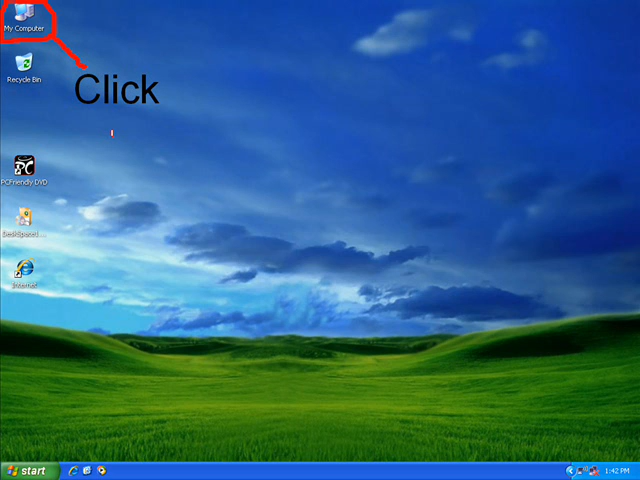 My Computer
Click
Recycle Bin
PCFriendly DVD
Internet
start
1:42 PM